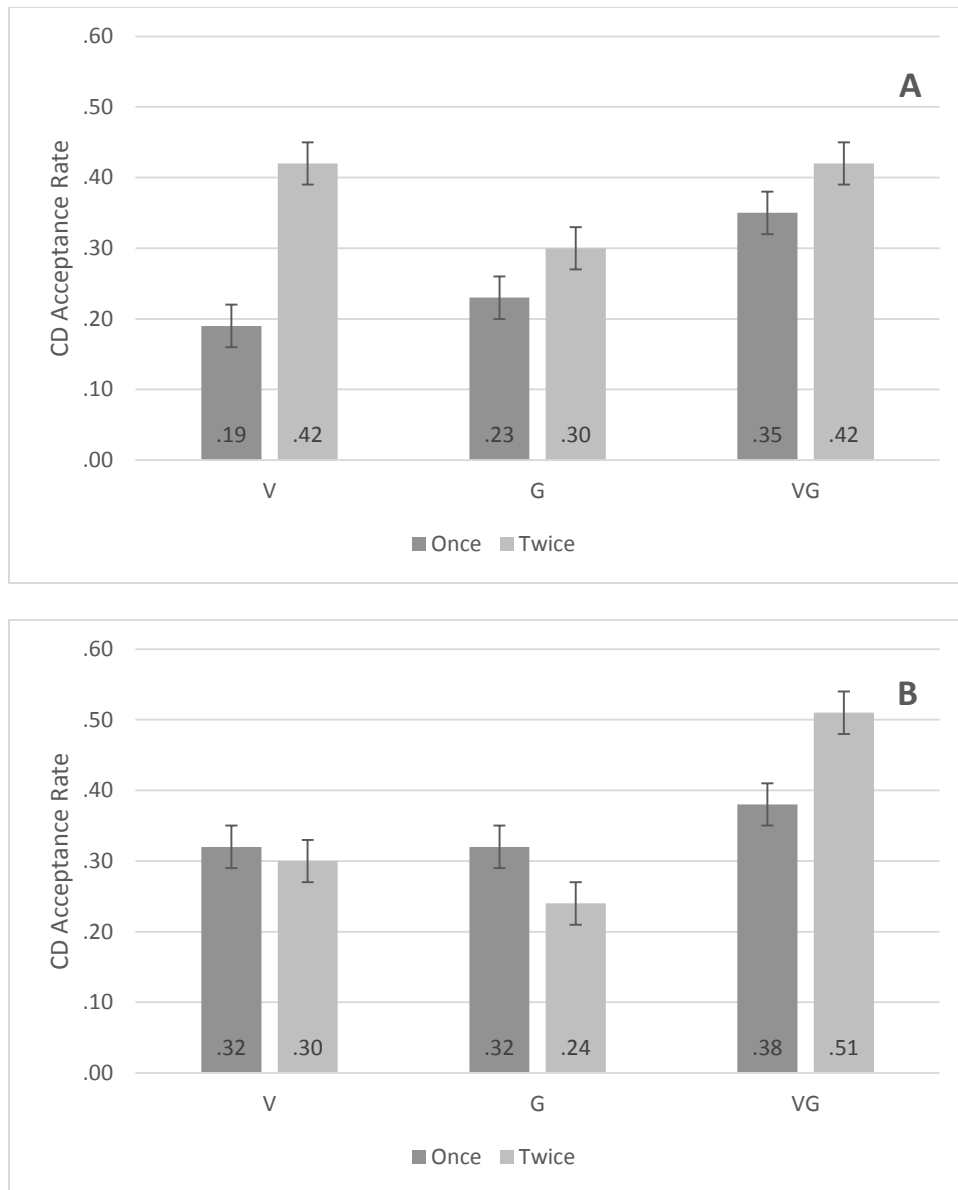 .60
A
.50
CD Acceptance Rate
.40
.30
.20
.10
.19 .42 .23 .30 .35 .42
.00
V G VG
Once Twice
.60
B
.50
CD Acceptance Rate
.40
.30
.20
.10
.32 .30 .32 .24 .38 .51
.00
V G VG
Once Twice